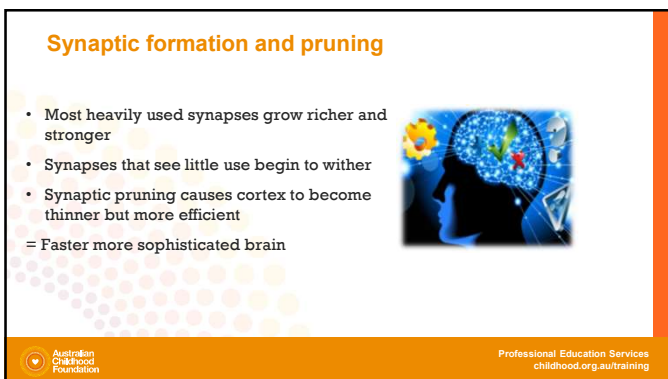 Synaptic formation and pruning
• Most heavily used synapses grow richer and
stronger
• Synapses that see little use begin to wither
• Synaptic pruning causes cortex to become
thinner but more efficient
= Faster more sophisticated brain
Australian
Childhood
Foundation
Professional Education Services
childhood.org.au/training